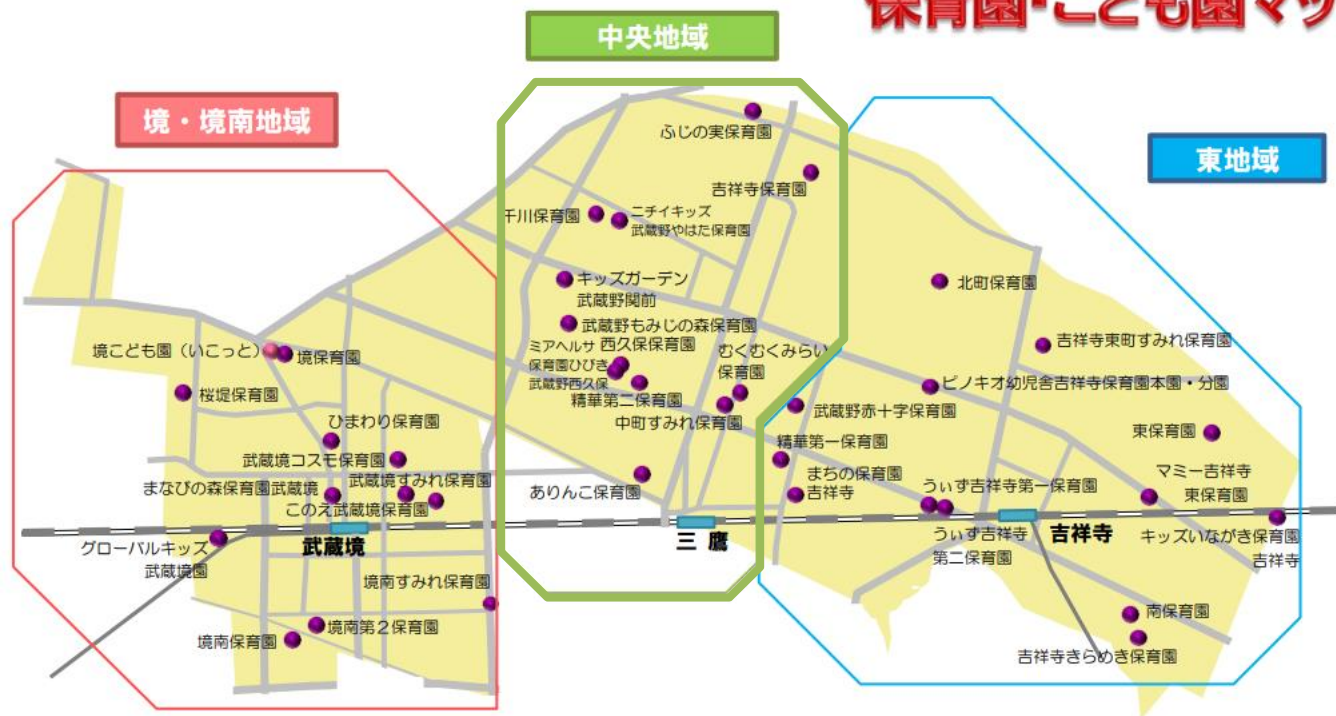 保育園・こども園マッ
中央地域
境・境南地域
東地域
ふじの実保育園
吉祥寺保育園
千川保育園
ニチイキッズ
武蔵野やはた保育園
キッズガーデン
武蔵野関前
武蔵野もみじの森保育園
ミアヘルサ
保育園ひびき
武蔵野西久保
西久保保育園
むくむくみらい
保育園
精華第二保育園
中町すみれ保育園
ありんこ保育園
三鷹
境こども園（いこっと）
境保育園
桜堤保育園
ひまわり保育園
武蔵境コスモ保育園
武蔵境すみれ保育園
まなびの森保育園武蔵境
このえ武蔵境保育園
グローバルキッズ
武蔵境園
武蔵境
境南すみれ保育園
境南第２保育園
境南保育園
北町保育園
吉祥寺東町すみれ保育園
ピノキオ幼児舎吉祥寺保育園本園・分園
武蔵野赤十字保育園
東保育園
精華第一保育園
まちの保育園
吉祥寺
うぃず吉祥寺第一保育園
マミー吉祥寺
東保育園
うぃず吉祥寺
第二保育園
吉祥寺
キッズいながき保育園
吉祥寺
南保育園
吉祥寺きらめき保育園